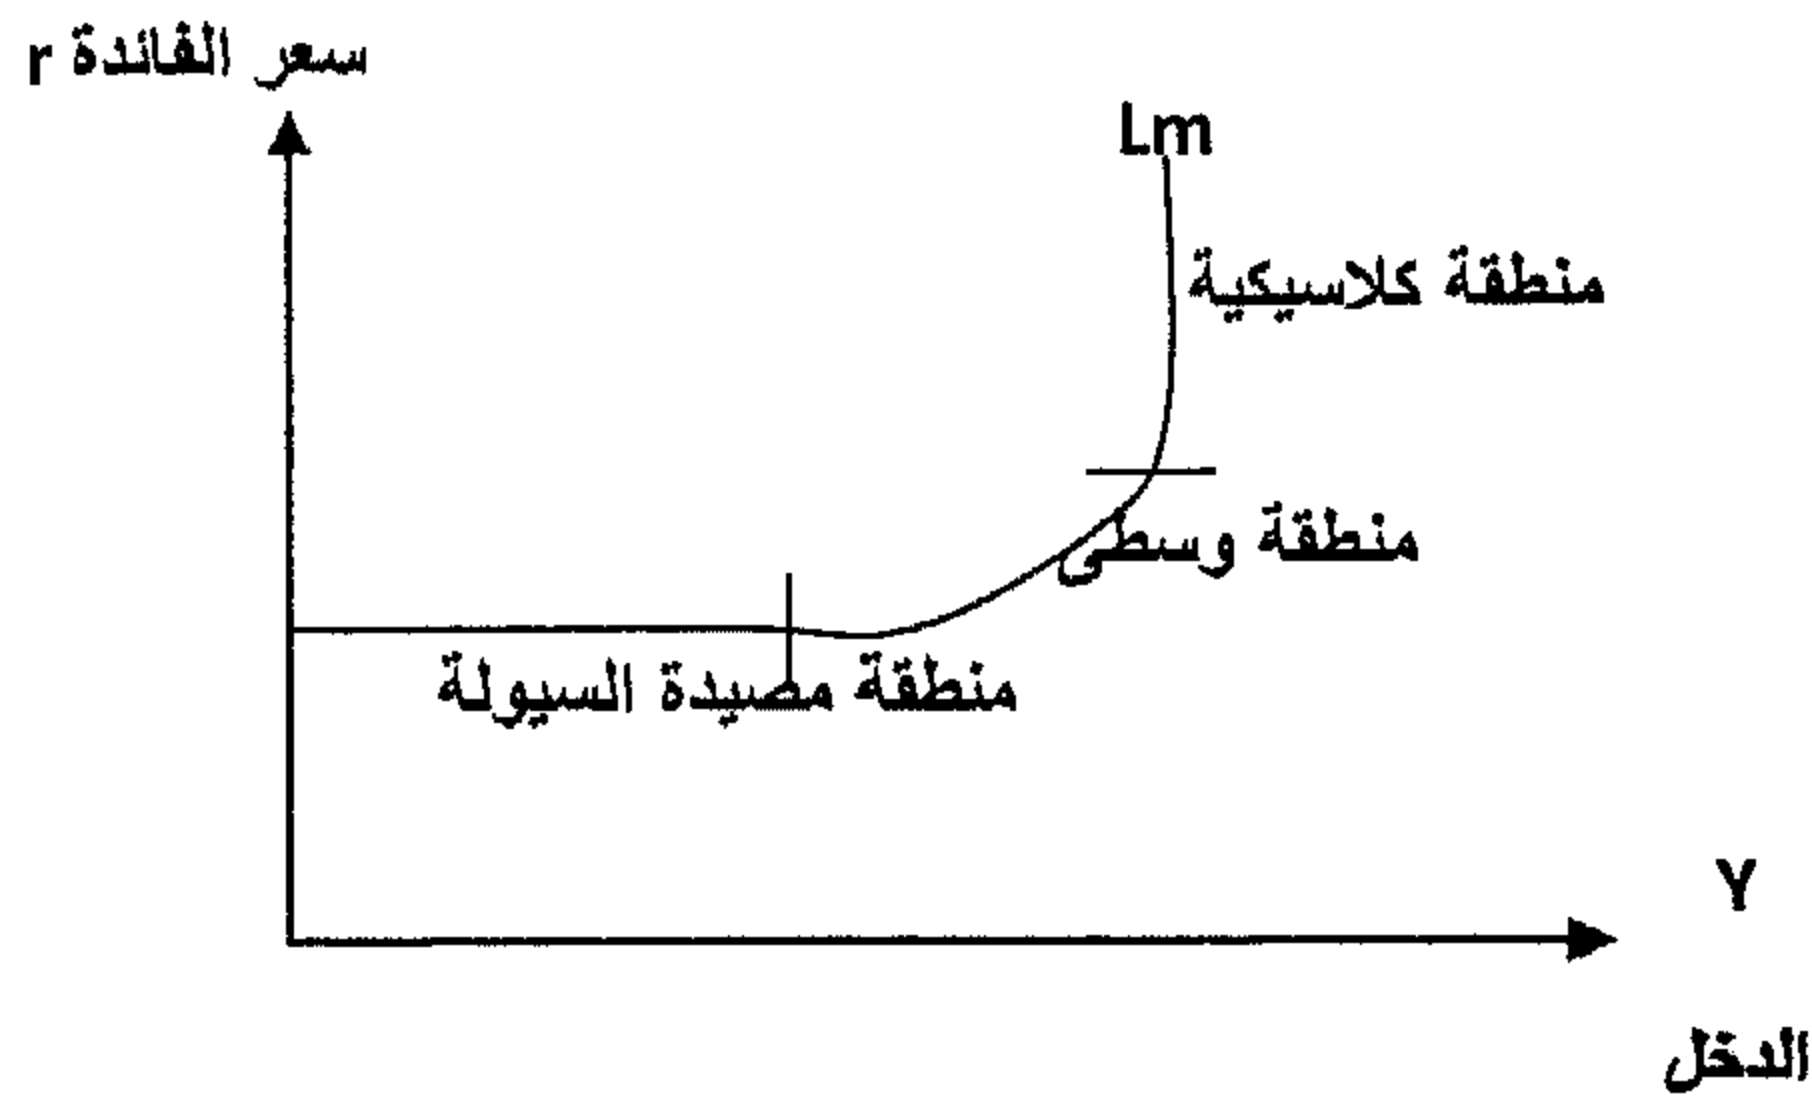 سعر الفائدة r
Lm
منطقة كلاسيكية
منطقة وسطى
منطقة مصيدة السيولة
Y
الدخل